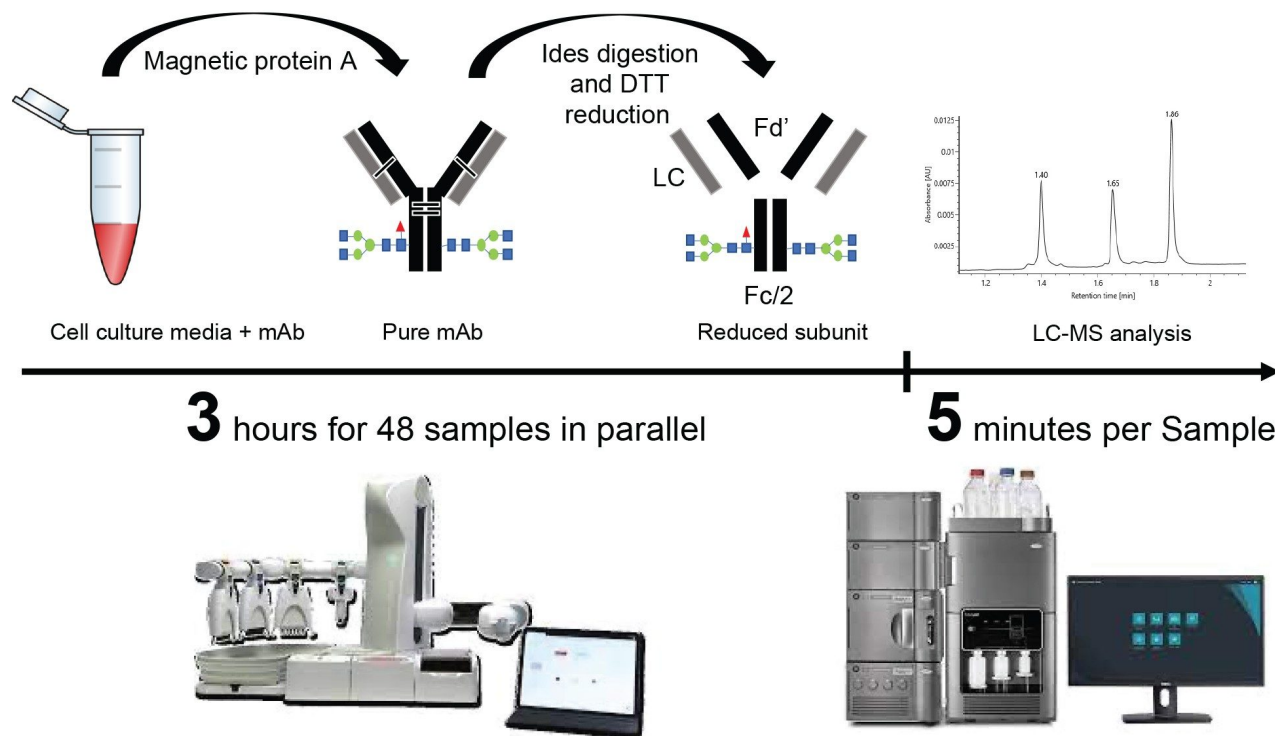 Magnetic protein A
Ides digestion
and DTT
reduction
Fd’
LC
Fc/2
0.0125
0.01
0.0075
0.005
0.0025
Absorbance [AU]
1.40
1.65
1.86
1.2
1.4
1.6
1.8
2
Retention time [min]
Cell culture media + mAb
Pure mAb
Reduced subunit
LC-MS analysis
3 hours for 48 samples in parallel
5 minutes per Sample